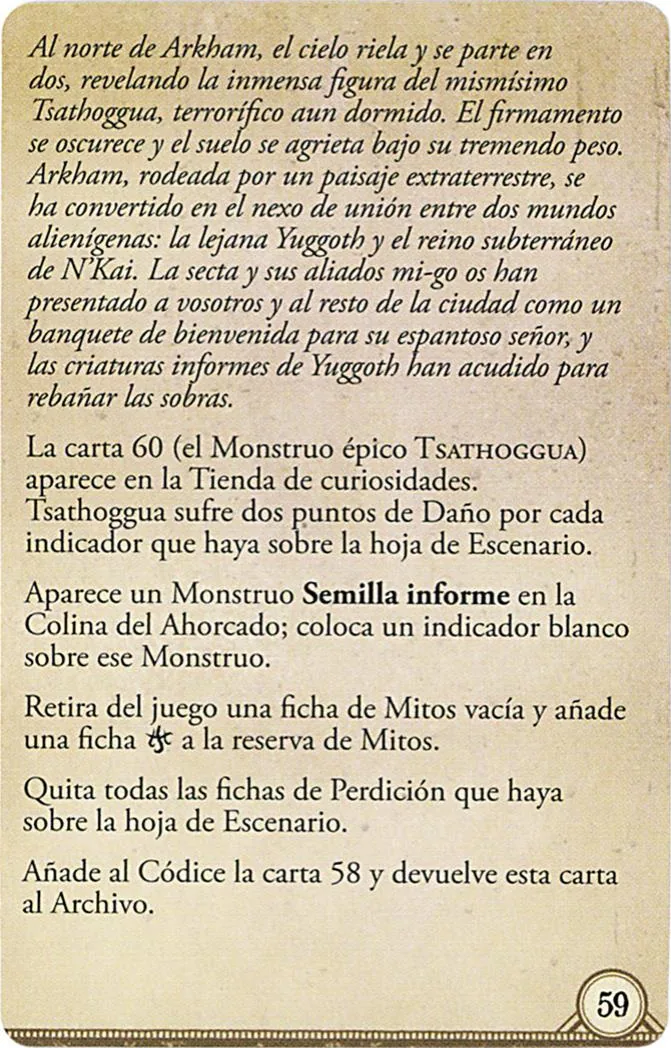 Al norte de Arkham, el cielo riela y se parte en
dos, revelando la inmensa figura del mismísimo
Tsathoggua, terrorífico aun dormido. El firmamento
se oscurece y el suelo se agrieta bajo su tremendo peso.
Arkham, rodeada por un paisaje extraterrestre, se
ha convertido en el nexo de unión entre dos mundos
alienígenas: la lejana Yuggoth y el reino subterráneo
de N'Kai. La secta y sus aliados mi-go os han
presentado a vosotros y al resto de la ciudad como un
banquete de bienvenida para su espantoso señor, y
las criaturas informes de Yuggoth han acudido para
rebañar las sobras.
La carta 60 (el Monstruo épico TSATHOGGUA)
aparece en la Tienda de curiosidades.
Tsathoggua sufre dos puntos de Daño por cada
indicador que haya sobre la hoja de Escenario.
Aparece un Monstruo Semilla informe en la
Colina del Ahorcado; coloca un indicador blanco
sobre ese Monstruo.
Retira del juego una ficha de Mitos vacía y añade
una ficha a la reserva de Mitos.
Quita todas las fichas de Perdición que haya
sobre la hoja de Escenario.
Añade al Códice la carta 58 y devuelve esta carta
al Archivo.
59